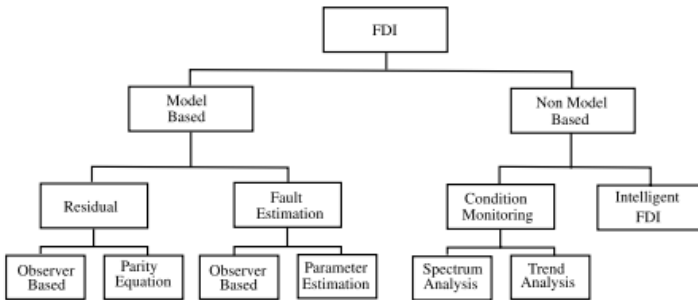 FDI
Model
Based
Non Model
Based
Residual
Fault
Estimation
Condition
Monitoring
Intelligent
FDI
Observer
Based
Parity
Equation
Observer
Based
Parameter
Estimation
Spectrum
Analysis
Trend
Analysis